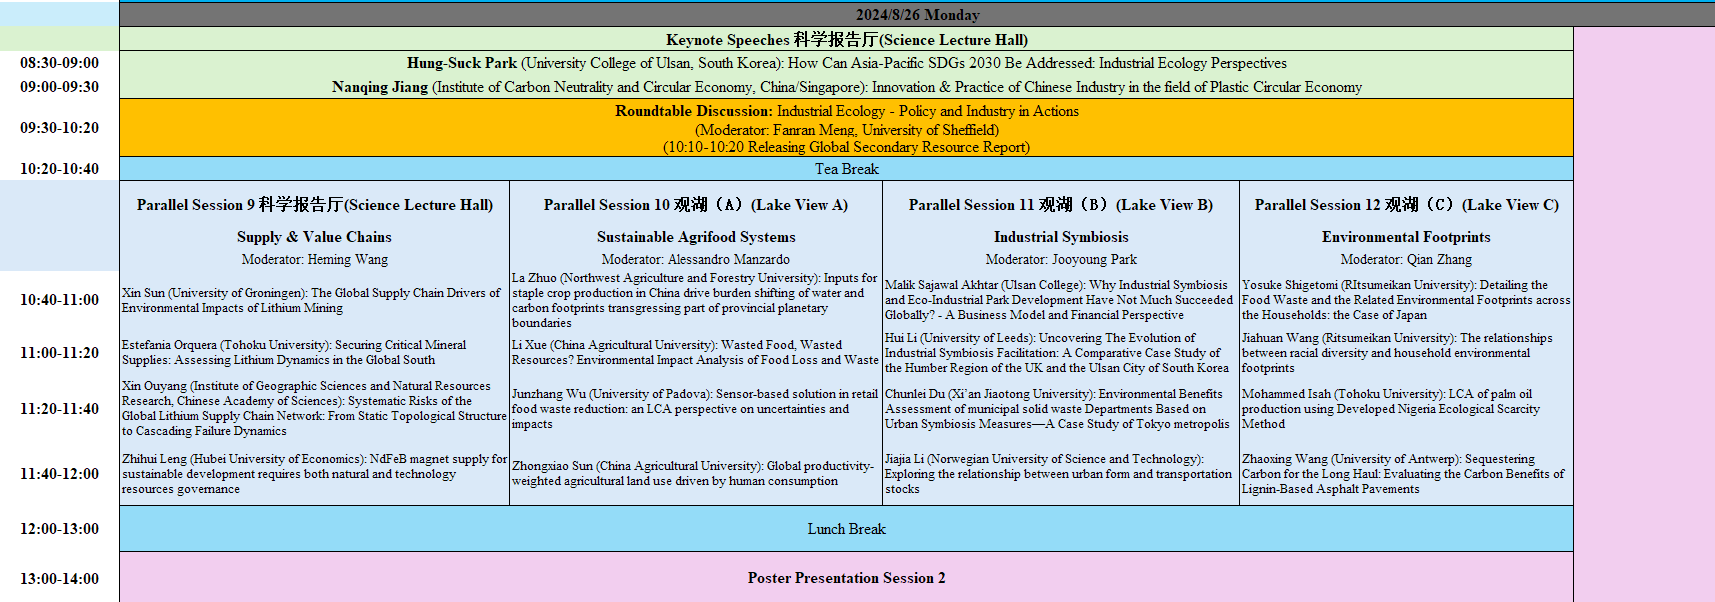 2024/8/26 Monday
Keynote Speeches 科学报告厅(Science Lecture Hall)
08:30-09:00
Hung-Suck Park (University College of Ulsan, South Korea): How Can Asia-Pacific SDGs 2030 Be Addressed: Industrial Ecology Perspectives
09:00-09:30
Nanqing Jiang (Institute of Carbon Neutrality and Circular Economy, China/Singapore): Innovation & Practice of Chinese Industry in the field of Plastic Circular Economy
09:30-10:20
Roundtable Discussion: Industrial Ecology - Policy and Industry in Actions
(Moderator: Fanran Meng, University of Sheffield)
(10:10-10:20 Releasing Global Secondary Resource Report)
10:20-10:40
Tea Break
Parallel Session 9 科学报告厅(Science Lecture Hall)
Supply & Value Chains
Moderator: Heming Wang
Parallel Session 10 观湖（A）(Lake View A)
Sustainable Agrifood Systems
Moderator: Alessandro Manzardo
Parallel Session 11 观湖（B）(Lake View B)
Industrial Symbiosis
Moderator: Jooyoung Park
Parallel Session 12 观湖（C）(Lake View C)
Environmental Footprints
Moderator: Qian Zhang
10:40-11:00
Xin Sun (University of Groningen): The Global Supply Chain Drivers of
Environmental Impacts of Lithium Mining
La Zhuo (Northwest Agriculture and Forestry University): Inputs for
staple crop production in China drive burden shifting of water and
carbon footprints transgressing part of provincial planetary
boundaries
Malik Sajawal Akhtar (Ulsan College): Why Industrial Symbiosis
and Eco-Industrial Park Development Have Not Much Succeeded
Globally? - A Business Model and Financial Perspective
Yosuke Shigetomi (RItsumeikan University): Detailing the
Food Waste and the Related Environmental Footprints across
the Households: the Case of Japan
11:00-11:20
Estefania Orquera (Tohoku University): Securing Critical Mineral
Supplies: Assessing Lithium Dynamics in the Global South
Li Xue (China Agricultural University): Wasted Food, Wasted
Resources? Environmental Impact Analysis of Food Loss and Waste
Hui Li (University of Leeds): Uncovering The Evolution of
Industrial Symbiosis Facilitation: A Comparative Case Study of
the Humber Region of the UK and the Ulsan City of South Korea
Jiahuan Wang (Ritsumeikan University): The relationships
between racial diversity and household environmental
footprints
11:20-11:40
Xin Ouyang (Institute of Geographic Sciences and Natural Resources
Research, Chinese Academy of Sciences): Systematic Risks of the
Global Lithium Supply Chain Network: From Static Topological Structure
to Cascading Failure Dynamics
Junzhang Wu (University of Padova): Sensor-based solution in retail
food waste reduction: an LCA perspective on uncertainties and
impacts
Chunlei Du (Xi’an Jiaotong University): Environmental Benefits
Assessment of municipal solid waste Departments Based on
Urban Symbiosis Measures—A Case Study of Tokyo metropolis
Mohammed Isah (Tohoku University): LCA of palm oil
production using Developed Nigeria Ecological Scarcity
Method
11:40-12:00
Zhihui Leng (Hubei University of Economics): NdFeB magnet supply for
sustainable development requires both natural and technology
resources governance
Zhongxiao Sun (China Agricultural University): Global productivity-
weighted agricultural land use driven by human consumption
Jiajia Li (Norwegian University of Science and Technology):
Exploring the relationship between urban form and transportation
stocks
Zhaoxing Wang (University of Antwerp): Sequestering
Carbon for the Long Haul: Evaluating the Carbon Benefits of
Lignin-Based Asphalt Pavements
12:00-13:00
Lunch Break
13:00-14:00
Poster Presentation Session 2